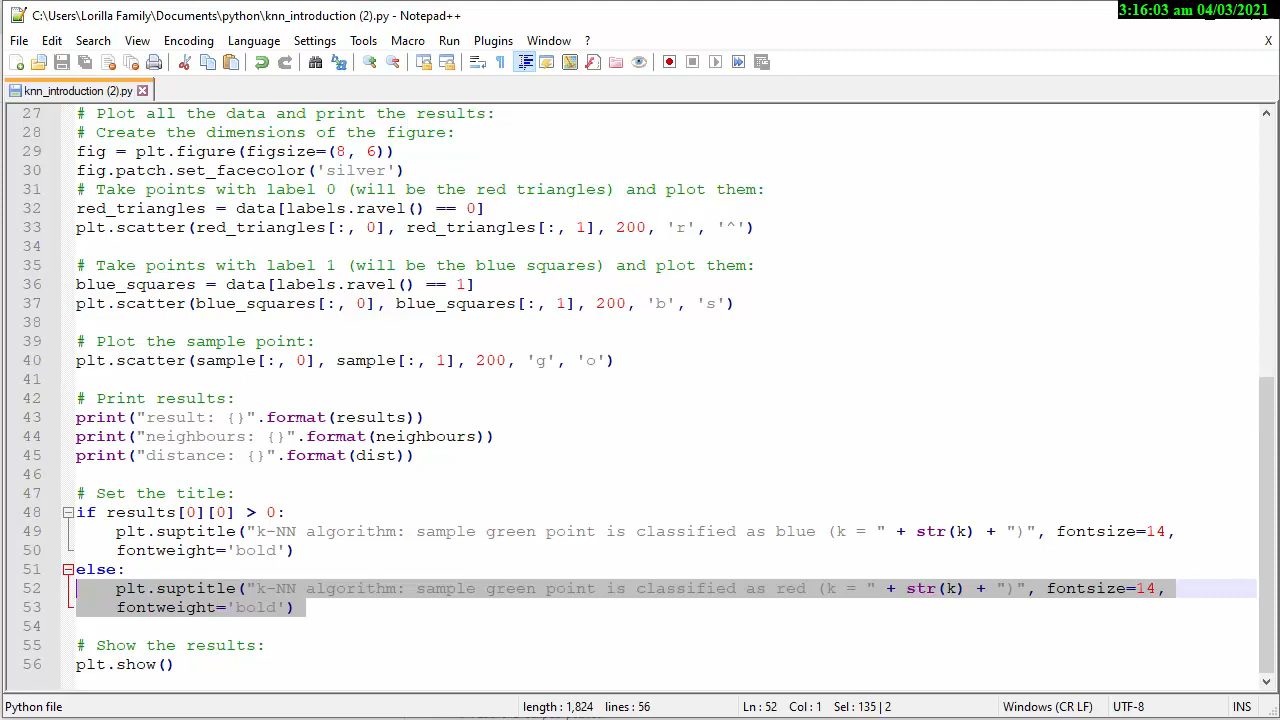 C:\Users\Lorilla Family\Documents\python\knn_introduction (2).py - Notepad++
3:16:03 am 04/03/2021
File Edit Search View Encoding Language Settings Tools Macro Run Plugins Window ? X
knn_introduction (2).py
27 # Plot all the data and print the results:
28 # Create the dimensions of the figure:
29 fig = plt.figure(figsize=(8, 6))
30 fig.patch.set_facecolor('silver')
31 # Take points with label 0 (will be the red triangles) and plot them:
32 red_triangles = data[labels.ravel() == 0]
33 plt.scatter(red_triangles[:, 0], red_triangles[:, 1], 200, 'r', '^')
34
35 # Take points with label 1 (will be the blue squares) and plot them:
36 blue_squares = data[labels.ravel() == 1]
37 plt.scatter(blue_squares[:, 0], blue_squares[:, 1], 200, 'b', 's')
38
39 # Plot the sample point:
40 plt.scatter(sample[:, 0], sample[:, 1], 200, 'g', 'o')
41
42 # Print results:
43 print("result: {}".format(results))
44 print("neighbours: {}".format(neighbours))
45 print("distance: {}".format(dist))
46
47 # Set the title:
48 if results[0][0] > 0:
49 plt.suptitle("k-NN algorithm: sample green point is classified as blue (k = " + str(k) + ")", fontsize=14,
50 fontweight='bold')
51 else:
52 plt.suptitle("k-NN algorithm: sample green point is classified as red (k = " + str(k) + ")", fontsize=14,
53 fontweight='bold')
54
55 # Show the results:
56 plt.show()
Python file length : 1,824 lines : 56 Ln : 52 Col : 1 Sel : 135 | 2 Windows (CR LF) UTF-8 INS